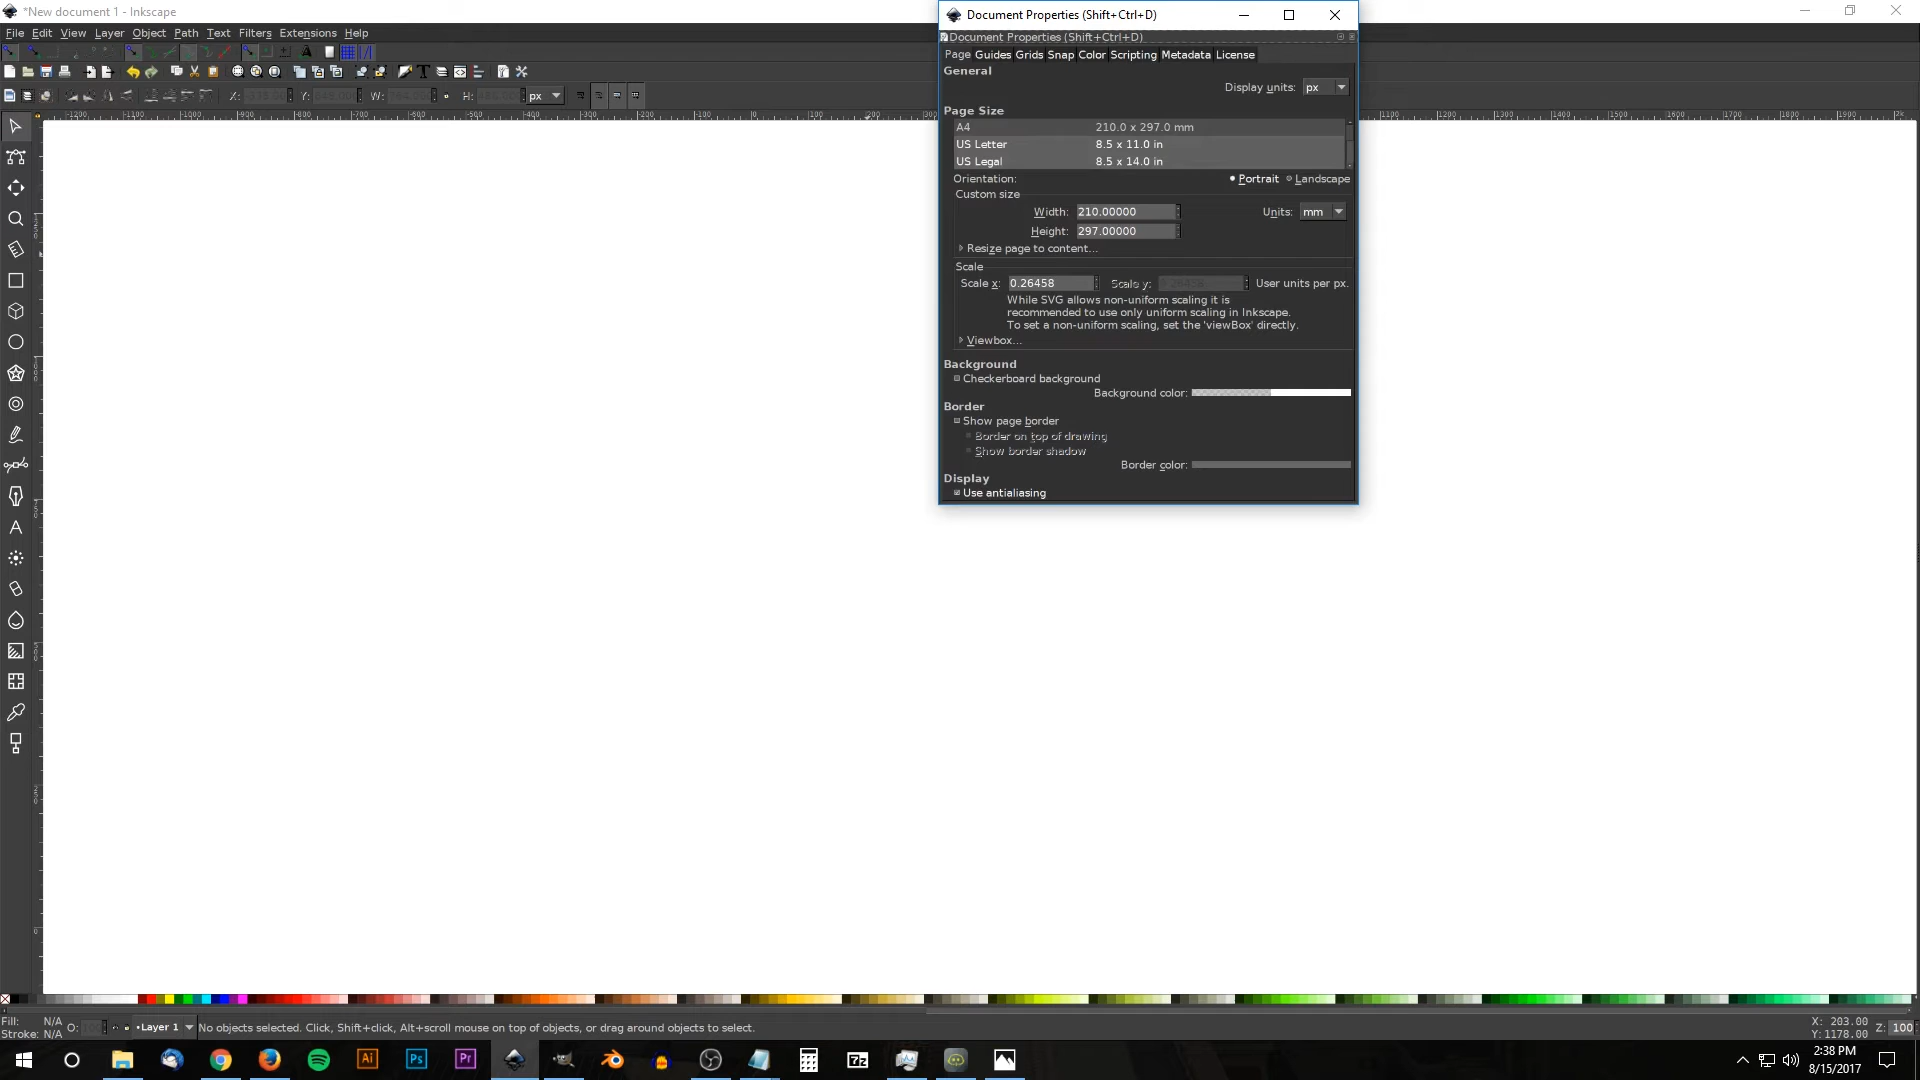 *New document 1 - Inkscape
File Edit View Layer Object Path Text Filters Extensions Help
X: Y: W: H: px
Document Properties (Shift+Ctrl+D)
Document Properties (Shift+Ctrl+D)
Page Guides Grids Snap Color Scripting Metadata License
General
Display units: px
Page Size
A4 210.0 x 297.0 mm
US Letter 8.5 x 11.0 in
US Legal 8.5 x 14.0 in
Orientation: Portrait Landscape
Custom size
Width: 210.00000 Units: mm
Height: 297.00000
Resize page to content...
Scale
Scale x: 0.26458 Scale y: User units per px.
While SVG allows non-uniform scaling it is
recommended to use only uniform scaling in Inkscape.
To set a non-uniform scaling, set the 'viewBox' directly.
Viewbox...
Background
Checkerboard background
Background color:
Border
Show page border
Border on top of drawing
Show border shadow
Border color:
Display
Use antialiasing
Fill: N/A
Stroke: N/A
O:
Layer 1
No objects selected. Click, Shift+click, Alt+scroll mouse on top of objects, or drag around objects to select.
X: 203.00
Y: 1178.00
Z: 100
Ai Ps Pr 7z
2:38 PM
8/15/2017